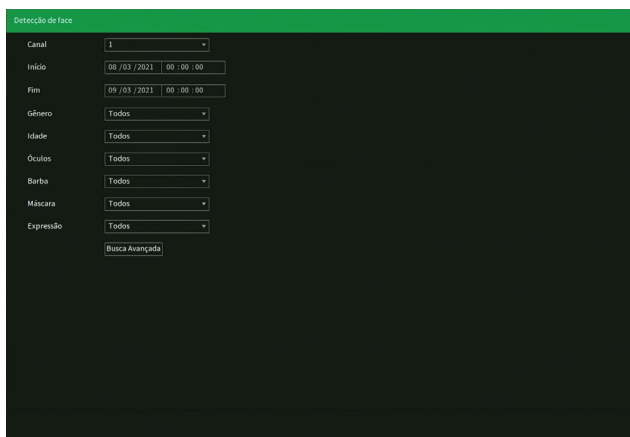 Detecção de face
Canal 1
Início 08 /03 /2021 00 : 00 : 00
Fim 09 /03 /2021 00 : 00 : 00
Gênero Todos
Idade Todos
Óculos Todos
Barba Todos
Máscara Todos
Expressão Todos
Busca Avançada